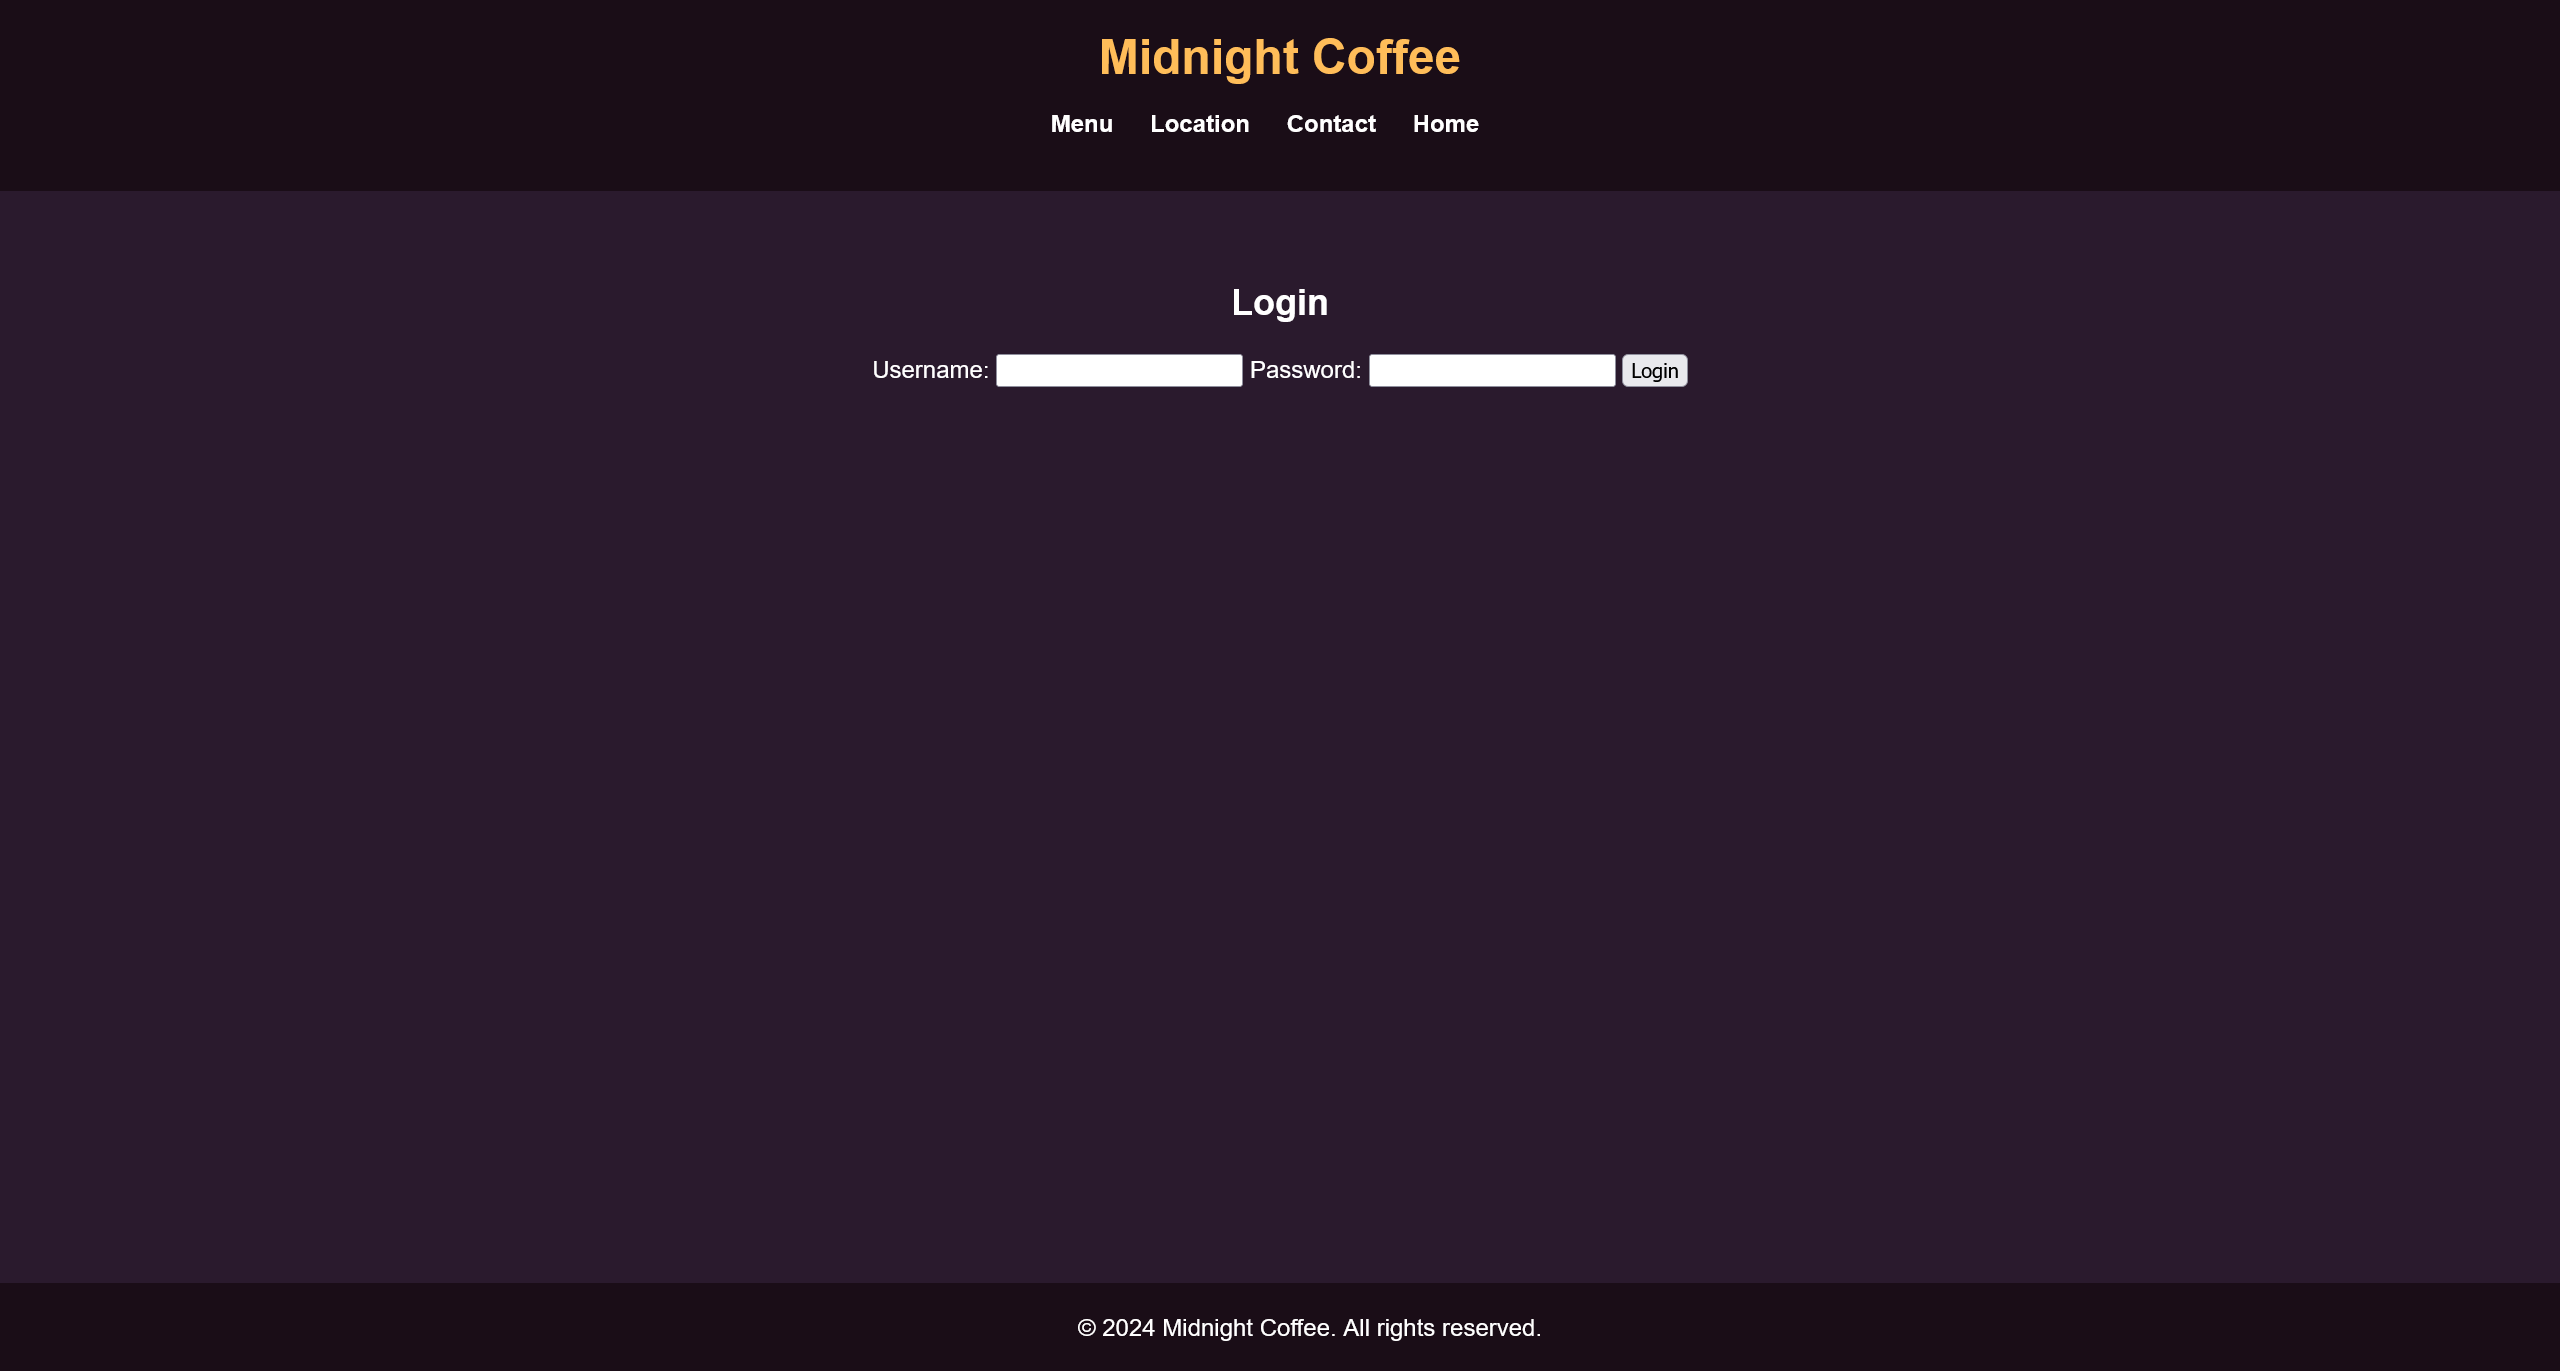 Midnight Coffee
Menu Location Contact Home
Login
Username: Password: Login
© 2024 Midnight Coffee. All rights reserved.